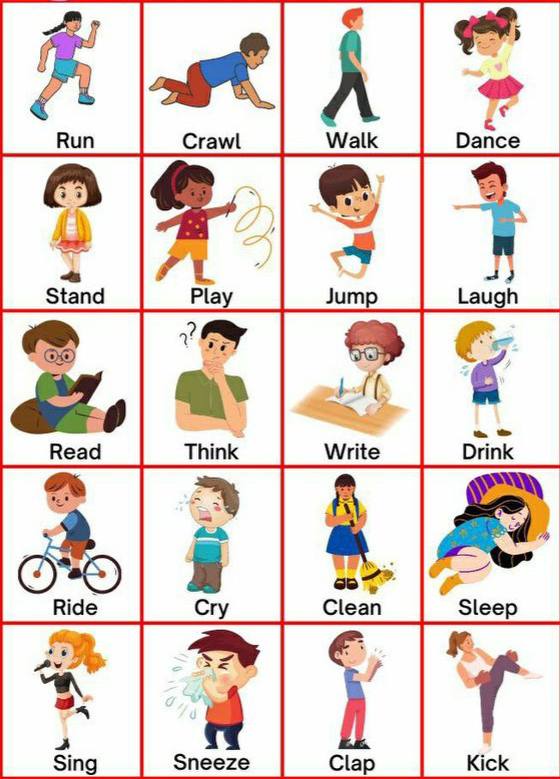 Run
Crawl
Walk
Dance
Stand
Play
Jump
Laugh
Read
??
Think
Write
Drink
Ride
Cry
Clean
Sleep
Sing
Sneeze
Clap
Kick